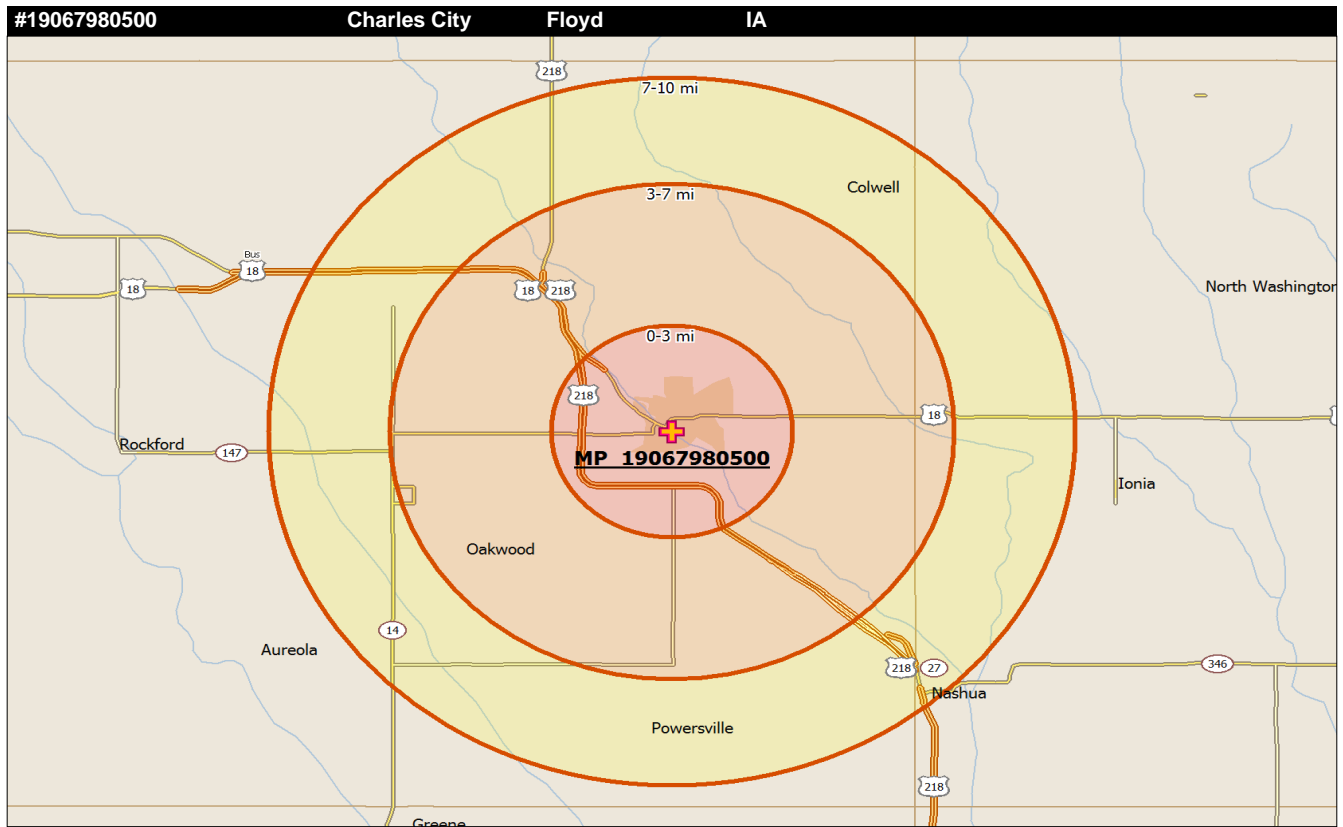 #19067980500 Charles City Floyd IA
218
7-10 mi
Colwell
3-7 mi
Bus
18
18
18
218
North Washington
0-3 mi
218
18
Rockford
147
MP 19067980500
Ionia
Oakwood
14
Aureola
218
27
346
Nashua
Powersville
218
Greene